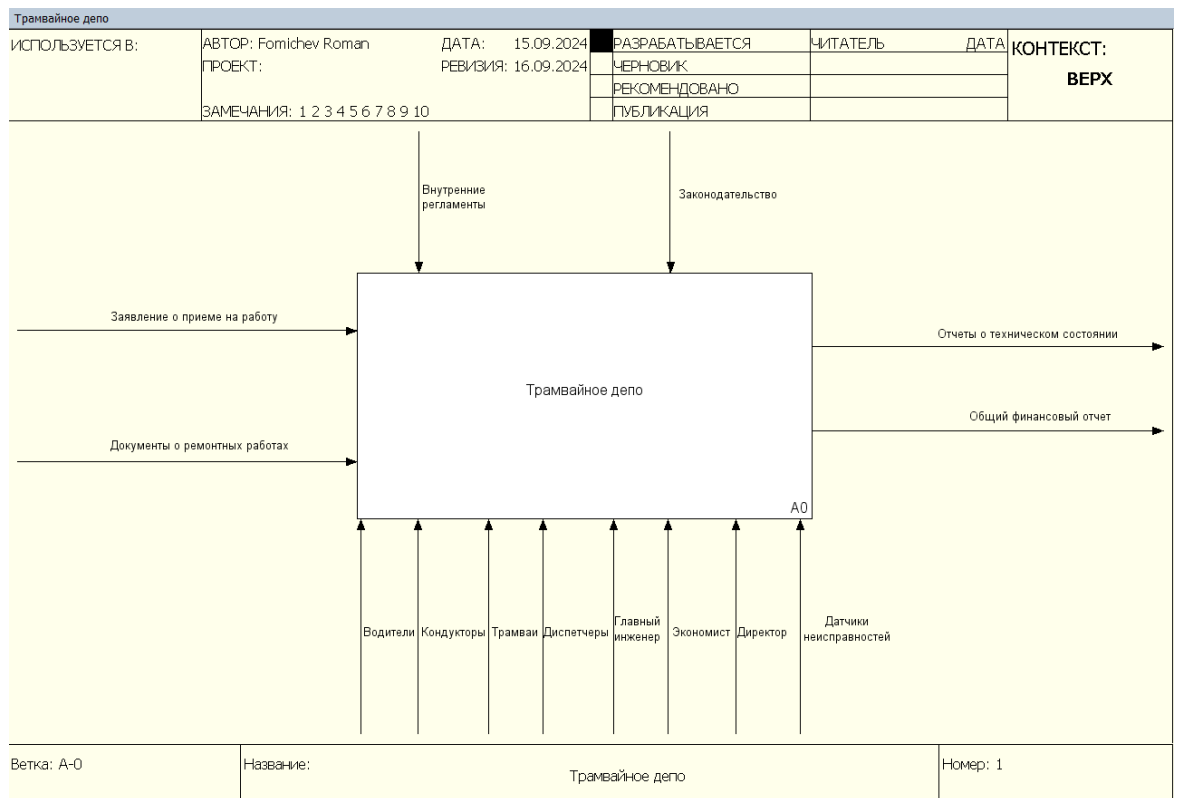 Трамвайное депо
ИСПОЛЬЗУЕТСЯ В:
АВТОР: Fomichev Roman
ДАТА: 15.09.2024
РАЗРАБАТЫВАЕТСЯ
ЧИТАТЕЛЬ
ДАТА
КОНТЕКСТ:
ПРОЕКТ:
РЕВИЗИЯ: 16.09.2024
ЧЕРНОВИК
ВЕРХ
РЕКОМЕНДОВАНО
ЗАМЕЧАНИЯ: 1 2 3 4 5 6 7 8 9 10
ПУБЛИКАЦИЯ
Внутренние
регламенты
Законодательство
Заявление о приеме на работу
Отчеты о техническом состоянии
Трамвайное депо
Общий финансовый отчет
Документы о ремонтных работах
A0
Водители
Кондукторы
Трамваи
Диспетчеры
Главный
инженер
Экономист
Директор
Датчики
неисправностей
Ветка: A-0
Название:
Трамвайное депо
Номер: 1